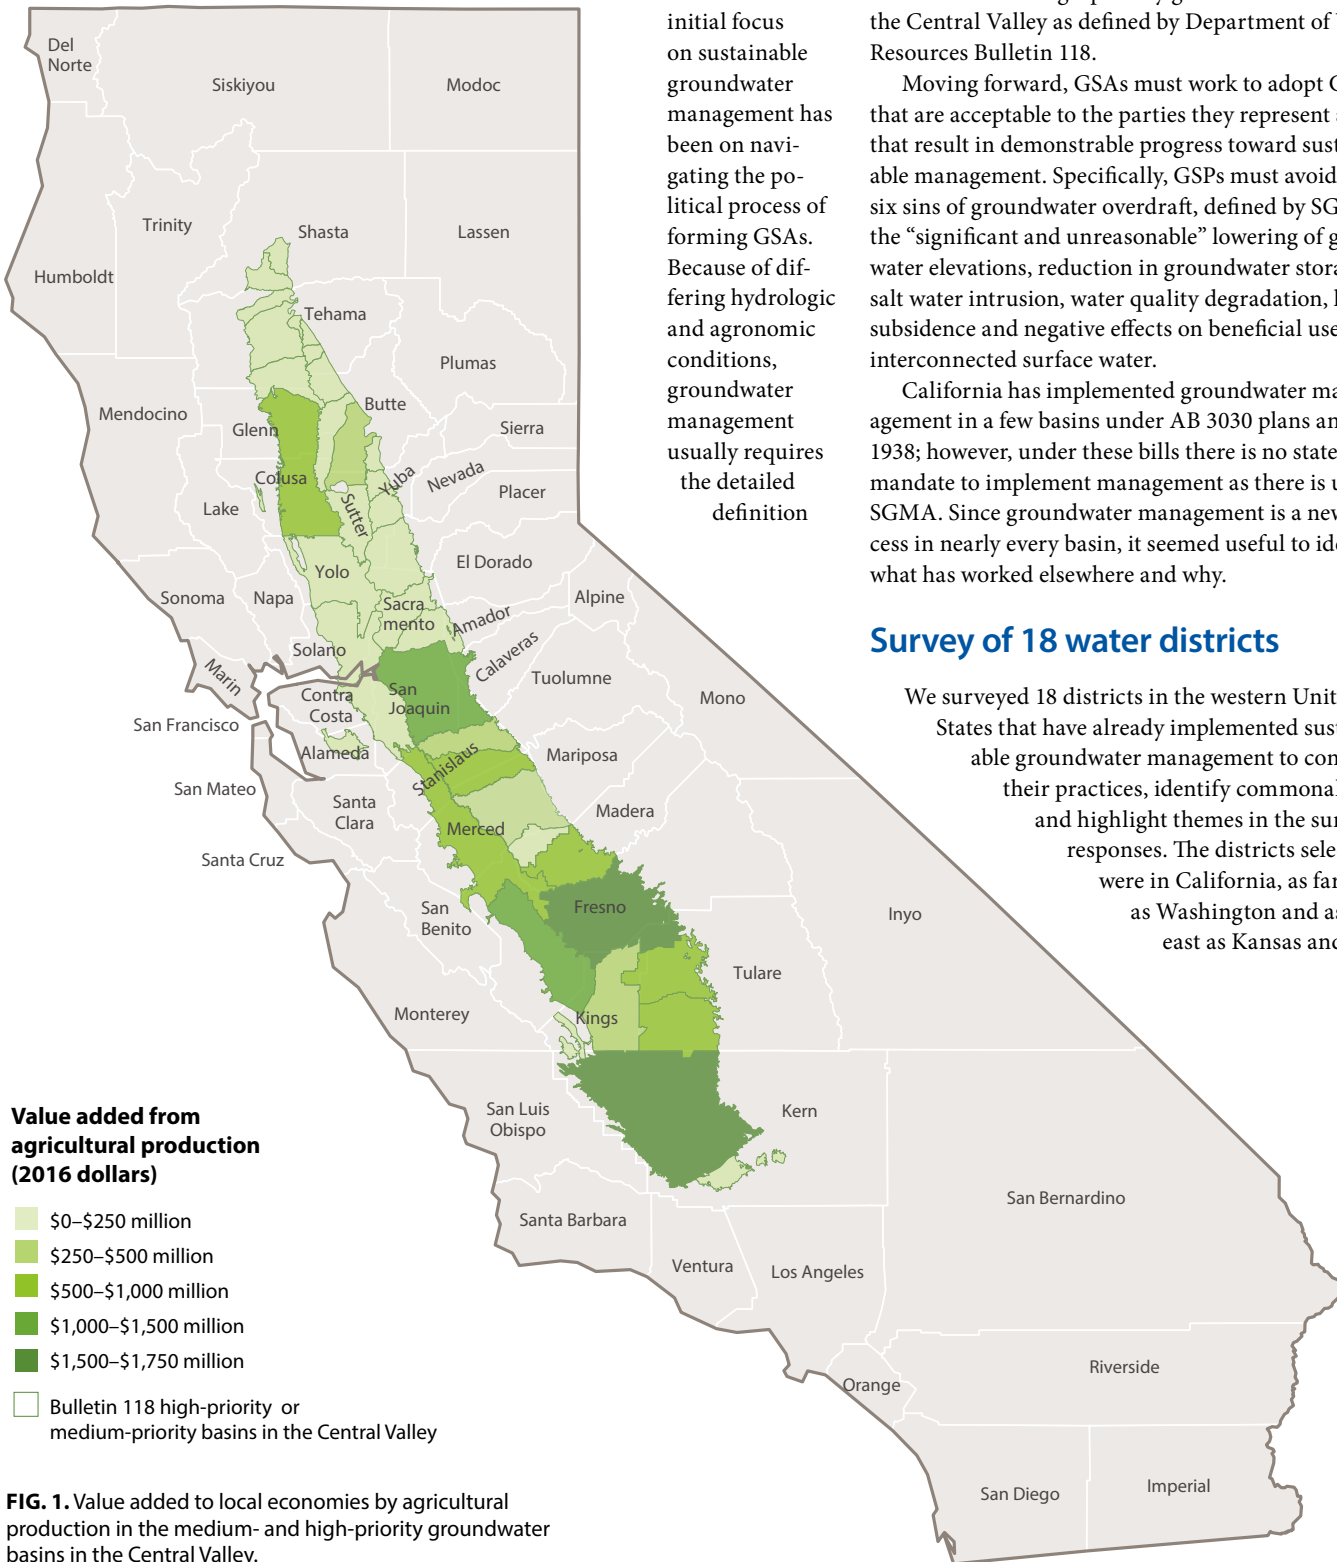 initial focus
on sustainable
groundwater
management has
been on navi-
gating the po-
litical process of
forming GSAs.
Because of dif-
fering hydrologic
and agronomic
conditions,
groundwater
management
usually requires
the detailed
definition
the Central Valley as defined by Department of
Resources Bulletin 118.
Moving forward, GSAs must work to adopt
that are acceptable to the parties they represent
that result in demonstrable progress toward sust
able management. Specifically, GSPs must avoid
six sins of groundwater overdraft, defined by SG
the “significant and unreasonable” lowering of g
water elevations, reduction in groundwater stora
salt water intrusion, water quality degradation,
subsidence and negative effects on beneficial use
interconnected surface water.
California has implemented groundwater ma
agement in a few basins under AB 3030 plans an
1938; however, under these bills there is no state
mandate to implement management as there is u
SGMA. Since groundwater management is a new
cess in nearly every basin, it seemed useful to ide
what has worked elsewhere and why.
Survey of 18 water districts
We surveyed 18 districts in the western Unit
States that have already implemented sust
able groundwater management to con
their practices, identify commonal
and highlight themes in the sur
responses. The districts sele
were in California, as far
as Washington and as
east as Kansas and
Del
Norte
Siskiyou
Modoc
Trinity
Shasta
Lassen
Humboldt
Tehama
Plumas
Mendocino
Butte
Glenn
Sierra
Colusa
Yuba
Nevada
Lake
Sutter
Placer
Yolo
El Dorado
Sonoma
Napa
Sacra
mento
Amador
Alpine
Solano
Marin
Calaveras
Tuolumne
Contra
Costa
San
Joaquin
Mono
San Francisco
Alameda
Stanislaus
Mariposa
San Mateo
Santa
Clara
Merced
Madera
Santa Cruz
San
Benito
Fresno
Inyo
Tulare
Monterey
Kings
San Luis
Obispo
Kern
Santa Barbara
San Bernardino
Ventura
Los Angeles
Orange
Riverside
San Diego
Imperial
Value added from
agricultural production
(2016 dollars)
$0–$250 million
$250–$500 million
$500–$1,000 million
$1,000–$1,500 million
$1,500–$1,750 million
Bulletin 118 high-priority or
medium-priority basins in the Central Valley
FIG. 1. Value added to local economies by agricultural
production in the medium- and high-priority groundwater
basins in the Central Valley.